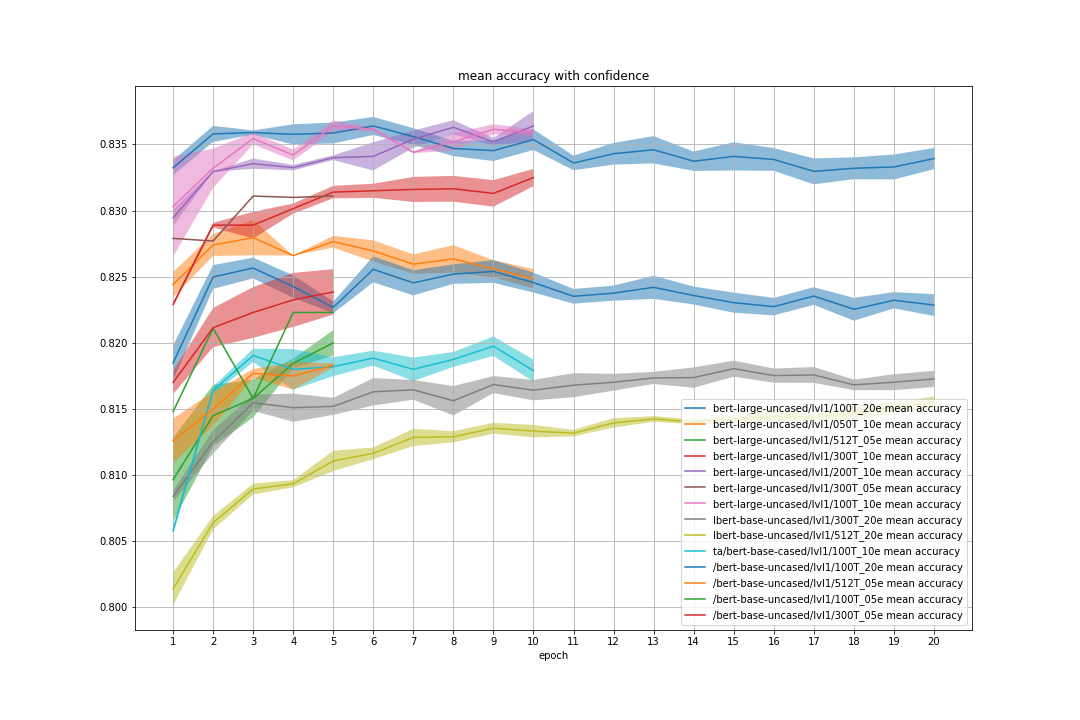 mean accuracy with confidence
0.835
0.830
0.825
0.820
0.815
0.810
0.805
0.800
bert-large-uncased/lvl1/100T_20e mean accuracy
bert-large-uncased/lvl1/050T_10e mean accuracy
bert-large-uncased/lvl1/512T_05e mean accuracy
bert-large-uncased/lvl1/300T_10e mean accuracy
bert-large-uncased/lvl1/200T_10e mean accuracy
bert-large-uncased/lvl1/300T_05e mean accuracy
bert-large-uncased/lvl1/100T_10e mean accuracy
lbert-base-uncased/lvl1/300T_20e mean accuracy
lbert-base-uncased/lvl1/512T_20e mean accuracy
ta/bert-base-cased/lvl1/100T_10e mean accuracy
/bert-base-uncased/lvl1/100T_20e mean accuracy
/bert-base-uncased/lvl1/512T_05e mean accuracy
/bert-base-uncased/lvl1/100T_05e mean accuracy
/bert-base-uncased/lvl1/300T_05e mean accuracy
1 2 3 4 5 6 7 8 9 10 11 12 13 14 15 16 17 18 19 20
epoch